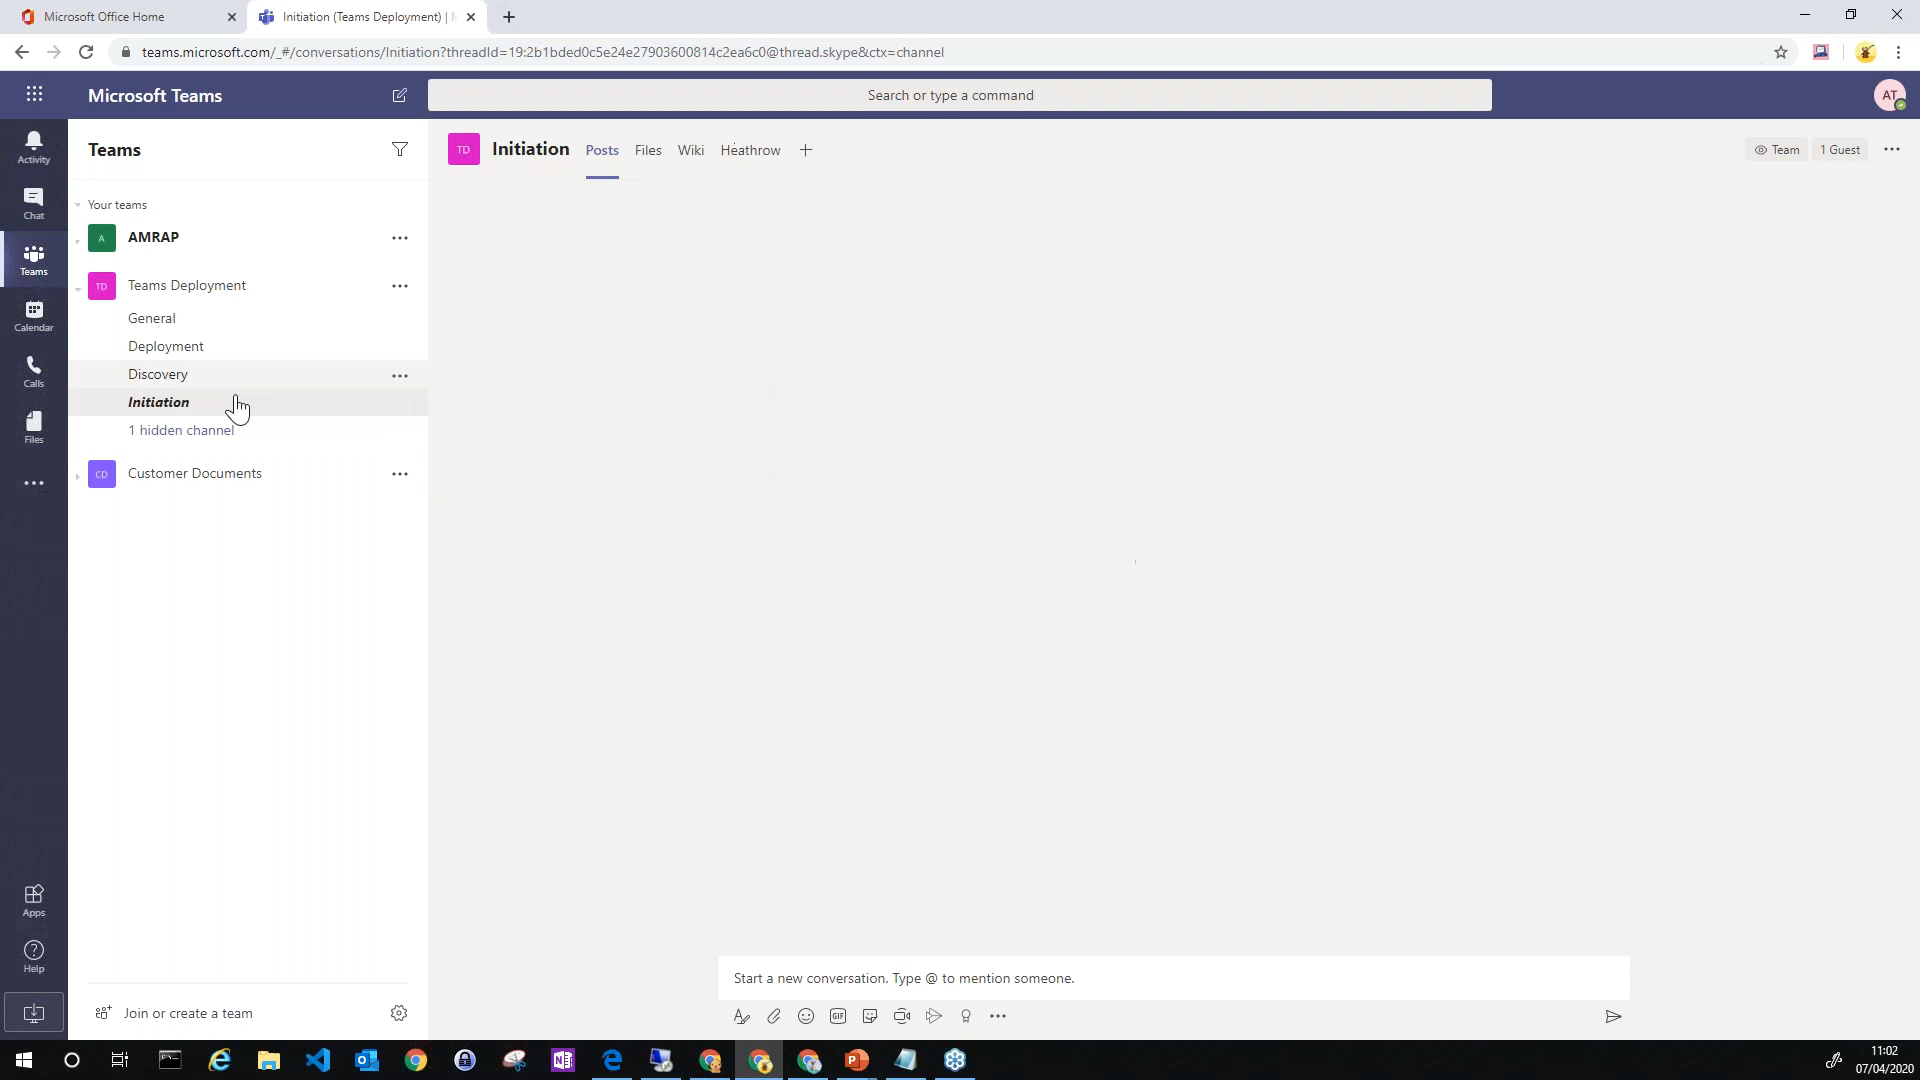 Microsoft Office Home
Initiation (Teams Deployment) |
teams.microsoft.com/_#/conversations/Initiation?threadId=19:2b1bded0c5e24e27903600814c2ea6c0@thread.skype&ctx=channel
Microsoft Teams
Search or type a command
AT
Activity
Chat
Teams
Calendar
Calls
Files
Apps
Help
Teams
Your teams
A AMRAP
TD Teams Deployment
General
Deployment
Discovery
Initiation
1 hidden channel
CD Customer Documents
Join or create a team
TD Initiation Posts Files Wiki Heathrow
Team 1 Guest
Start a new conversation. Type @ to mention someone.
GIF
11:02
07/04/2020